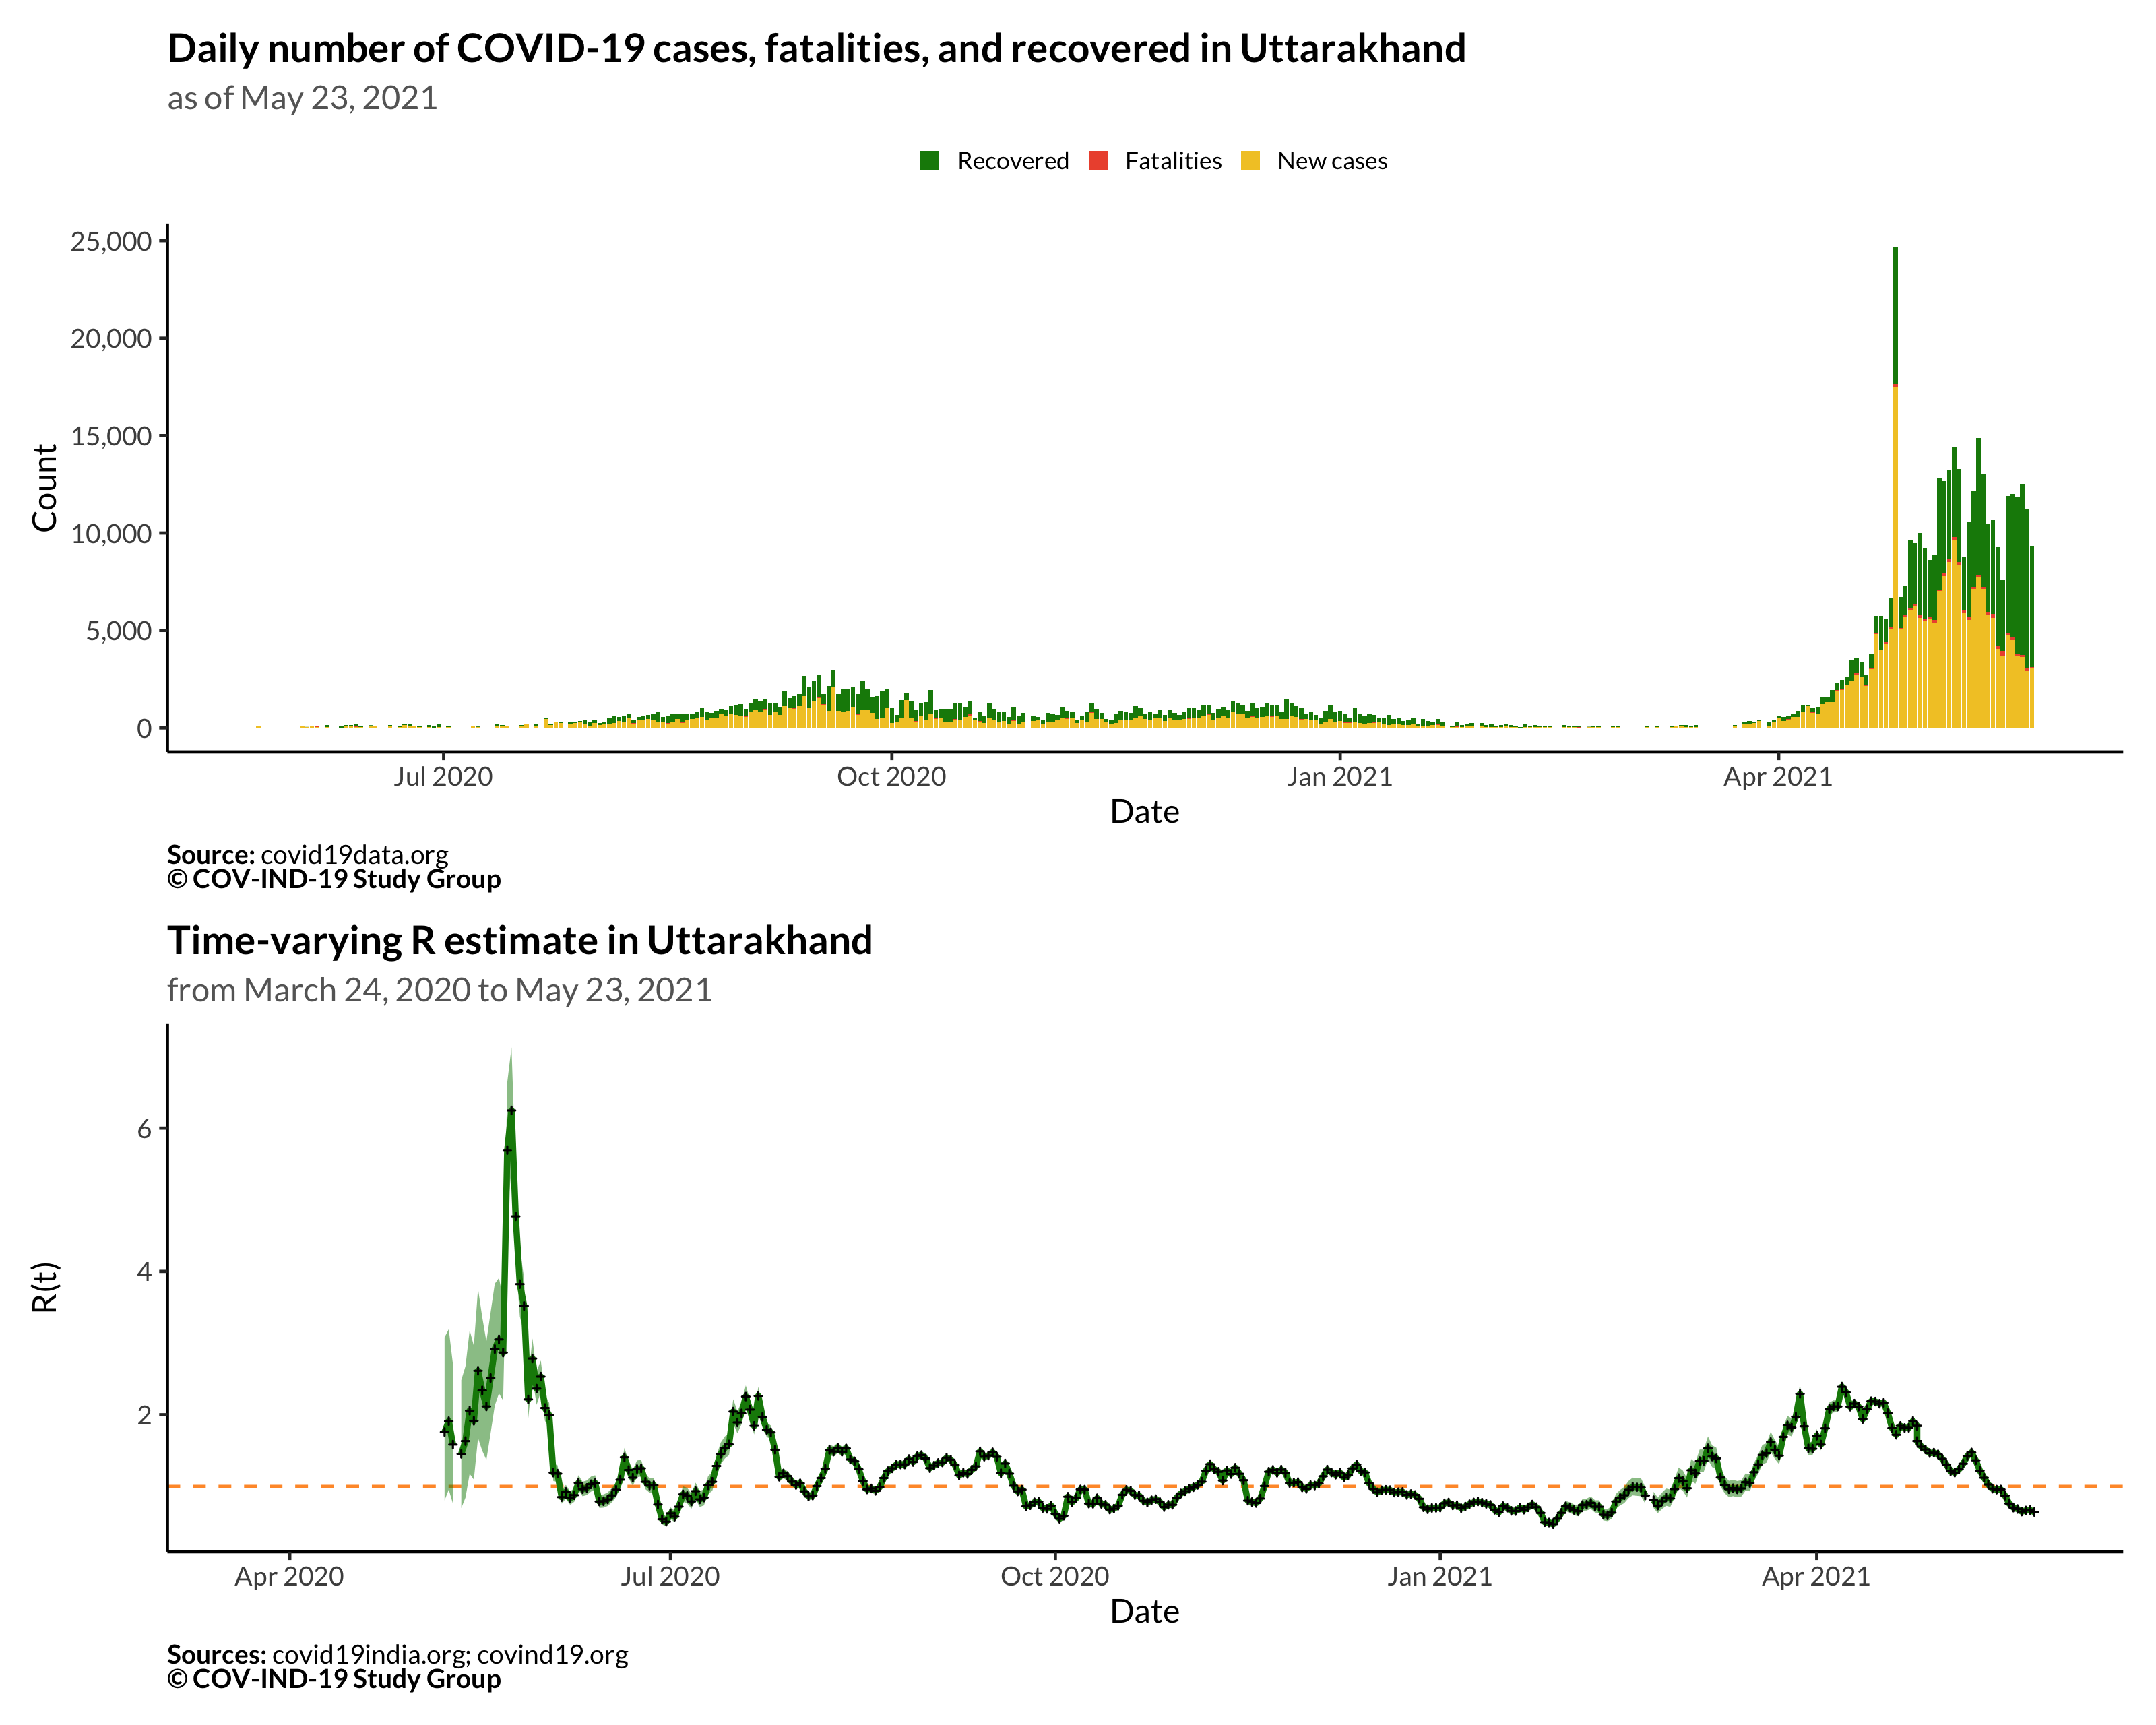 Daily number of COVID-19 cases, fatalities, and recovered in Uttarakhand
as of May 23, 2021
Recovered Fatalities New cases
25,000
20,000
15,000
10,000
5,000
0
Count
Jul 2020 Oct 2020 Jan 2021 Apr 2021
Date
Source: covid19data.org
© COV-IND-19 Study Group
Time-varying R estimate in Uttarakhand
from March 24, 2020 to May 23, 2021
6
4
2
R(t)
Apr 2020 Jul 2020 Oct 2020 Jan 2021 Apr 2021
Date
Sources: covid19india.org; covind19.org
© COV-IND-19 Study Group